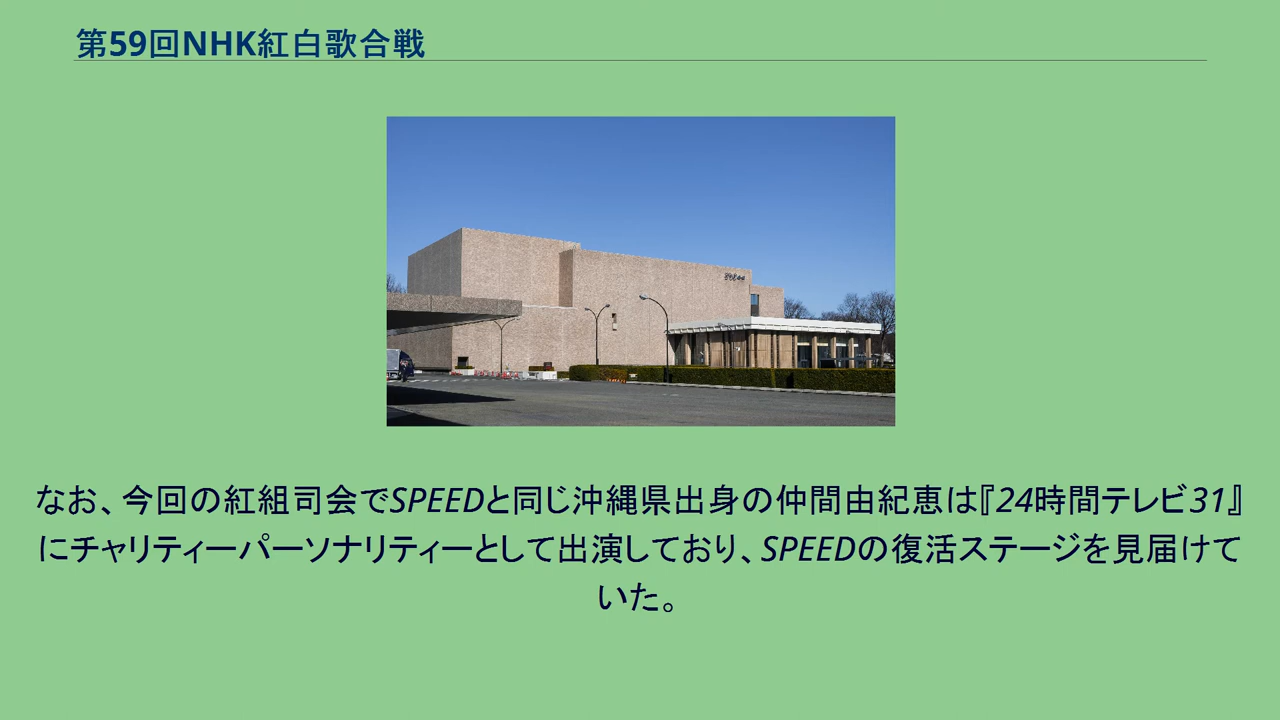 第59回NHK紅白歌合戦
なお、今回の紅組司会でSPEEDと同じ沖縄県出身の仲間由紀恵は『24時間テレビ31』
にチャリティーパーソナリティーとして出演しており、SPEEDの復活ステージを見届けて
いた。